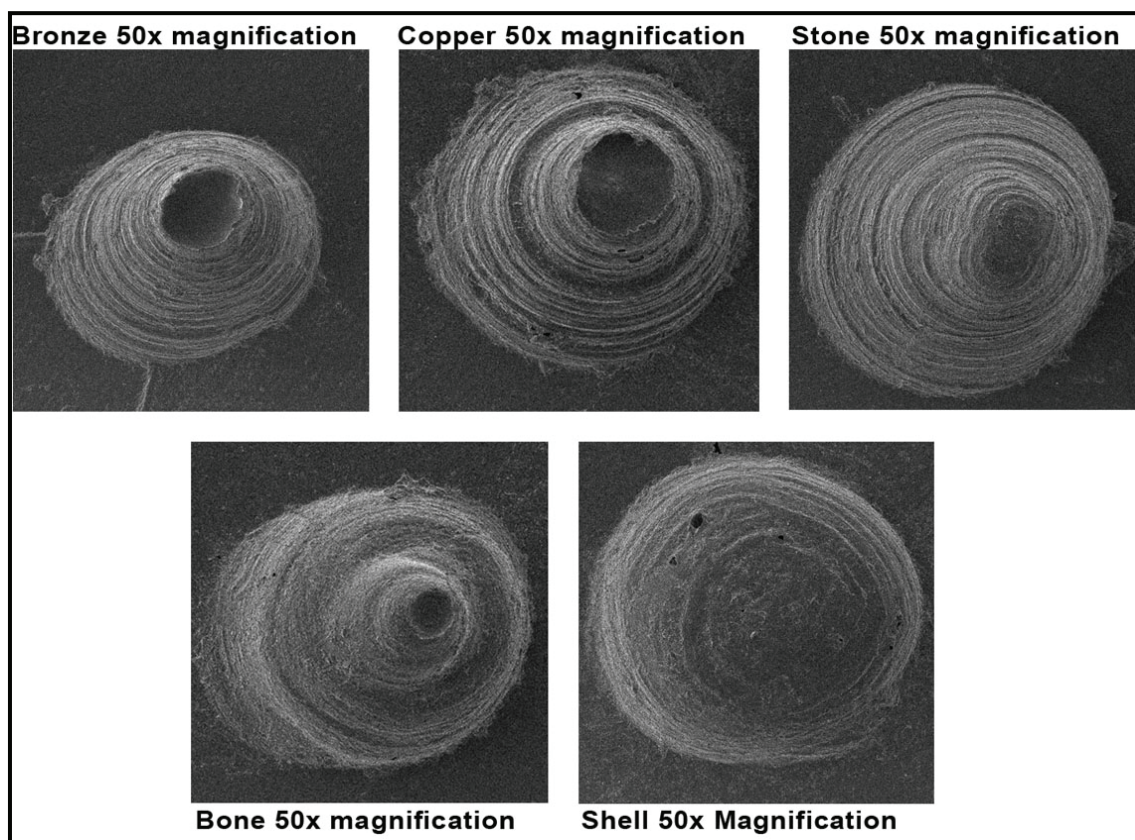 Bronze 50x magnification
Copper 50x magnification
Stone 50x magnification
Bone 50x magnification
Shell 50x Magnification